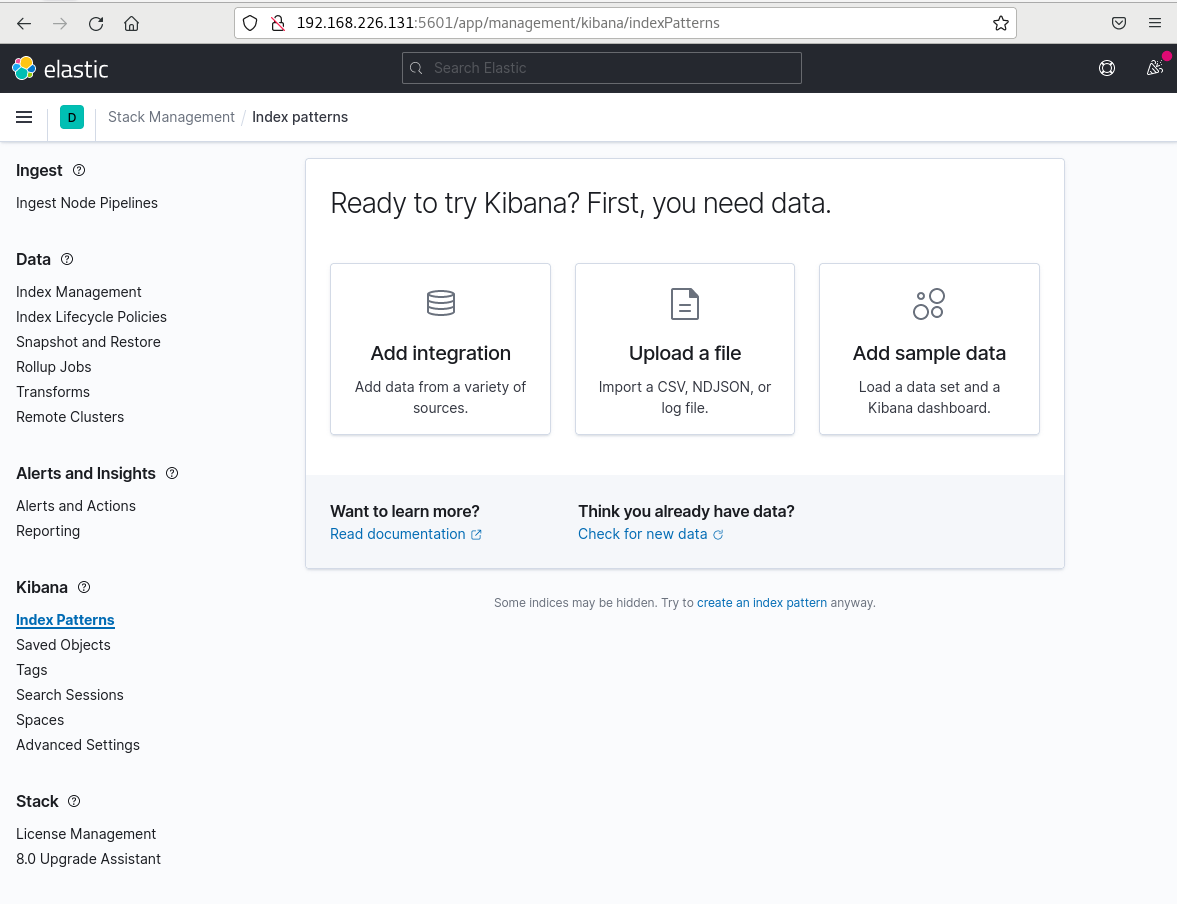 192.168.226.131:5601/app/management/kibana/indexPatterns
elastic
Search Elastic
D
Stack Management / Index patterns
Ingest
Ingest Node Pipelines
Data
Index Management
Index Lifecycle Policies
Snapshot and Restore
Rollup Jobs
Transforms
Remote Clusters
Alerts and Insights
Alerts and Actions
Reporting
Kibana
Index Patterns
Saved Objects
Tags
Search Sessions
Spaces
Advanced Settings
Stack
License Management
8.0 Upgrade Assistant
Ready to try Kibana? First, you need data.
Add integration
Add data from a variety of
sources.
Upload a file
Import a CSV, NDJSON, or
log file.
Add sample data
Load a data set and a
Kibana dashboard.
Want to learn more?
Read documentation
Think you already have data?
Check for new data
Some indices may be hidden. Try to create an index pattern anyway.